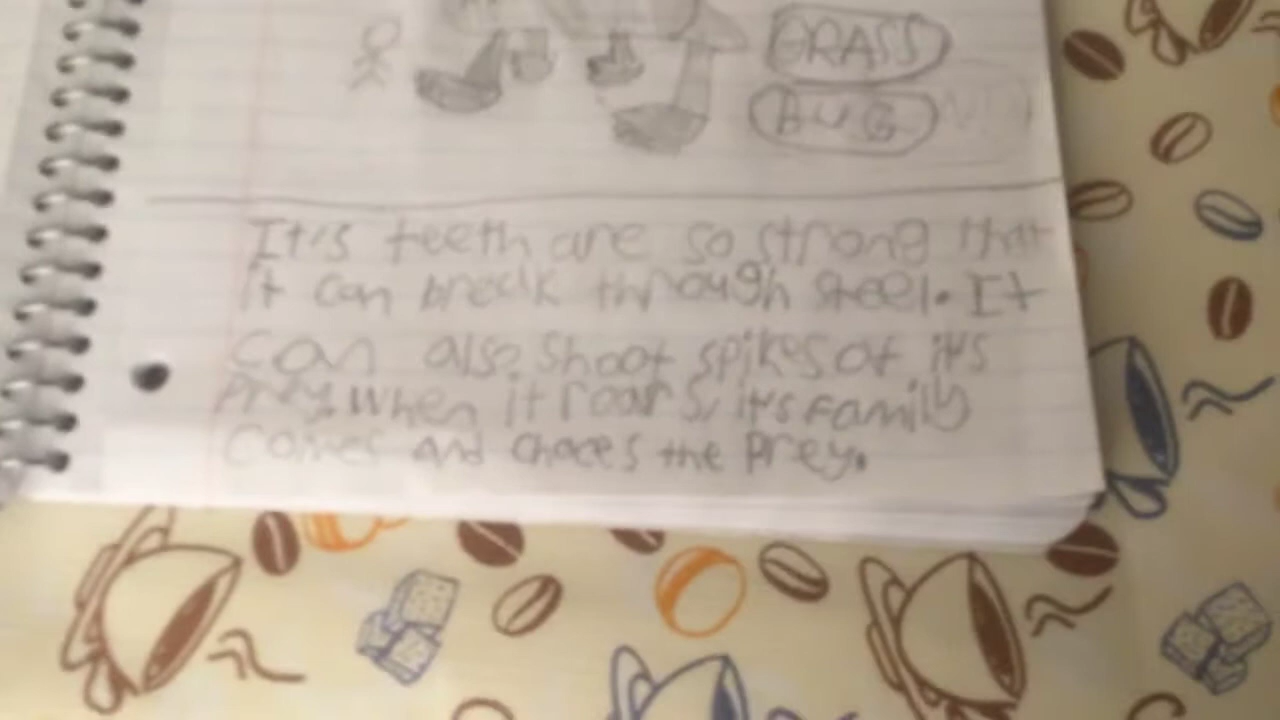 GRASS
BUG
It's teeth are so strong that
it can break through steel. It
can also shoot spikes at it's
prey. when it roars, it's family
comes and chaces the prey.